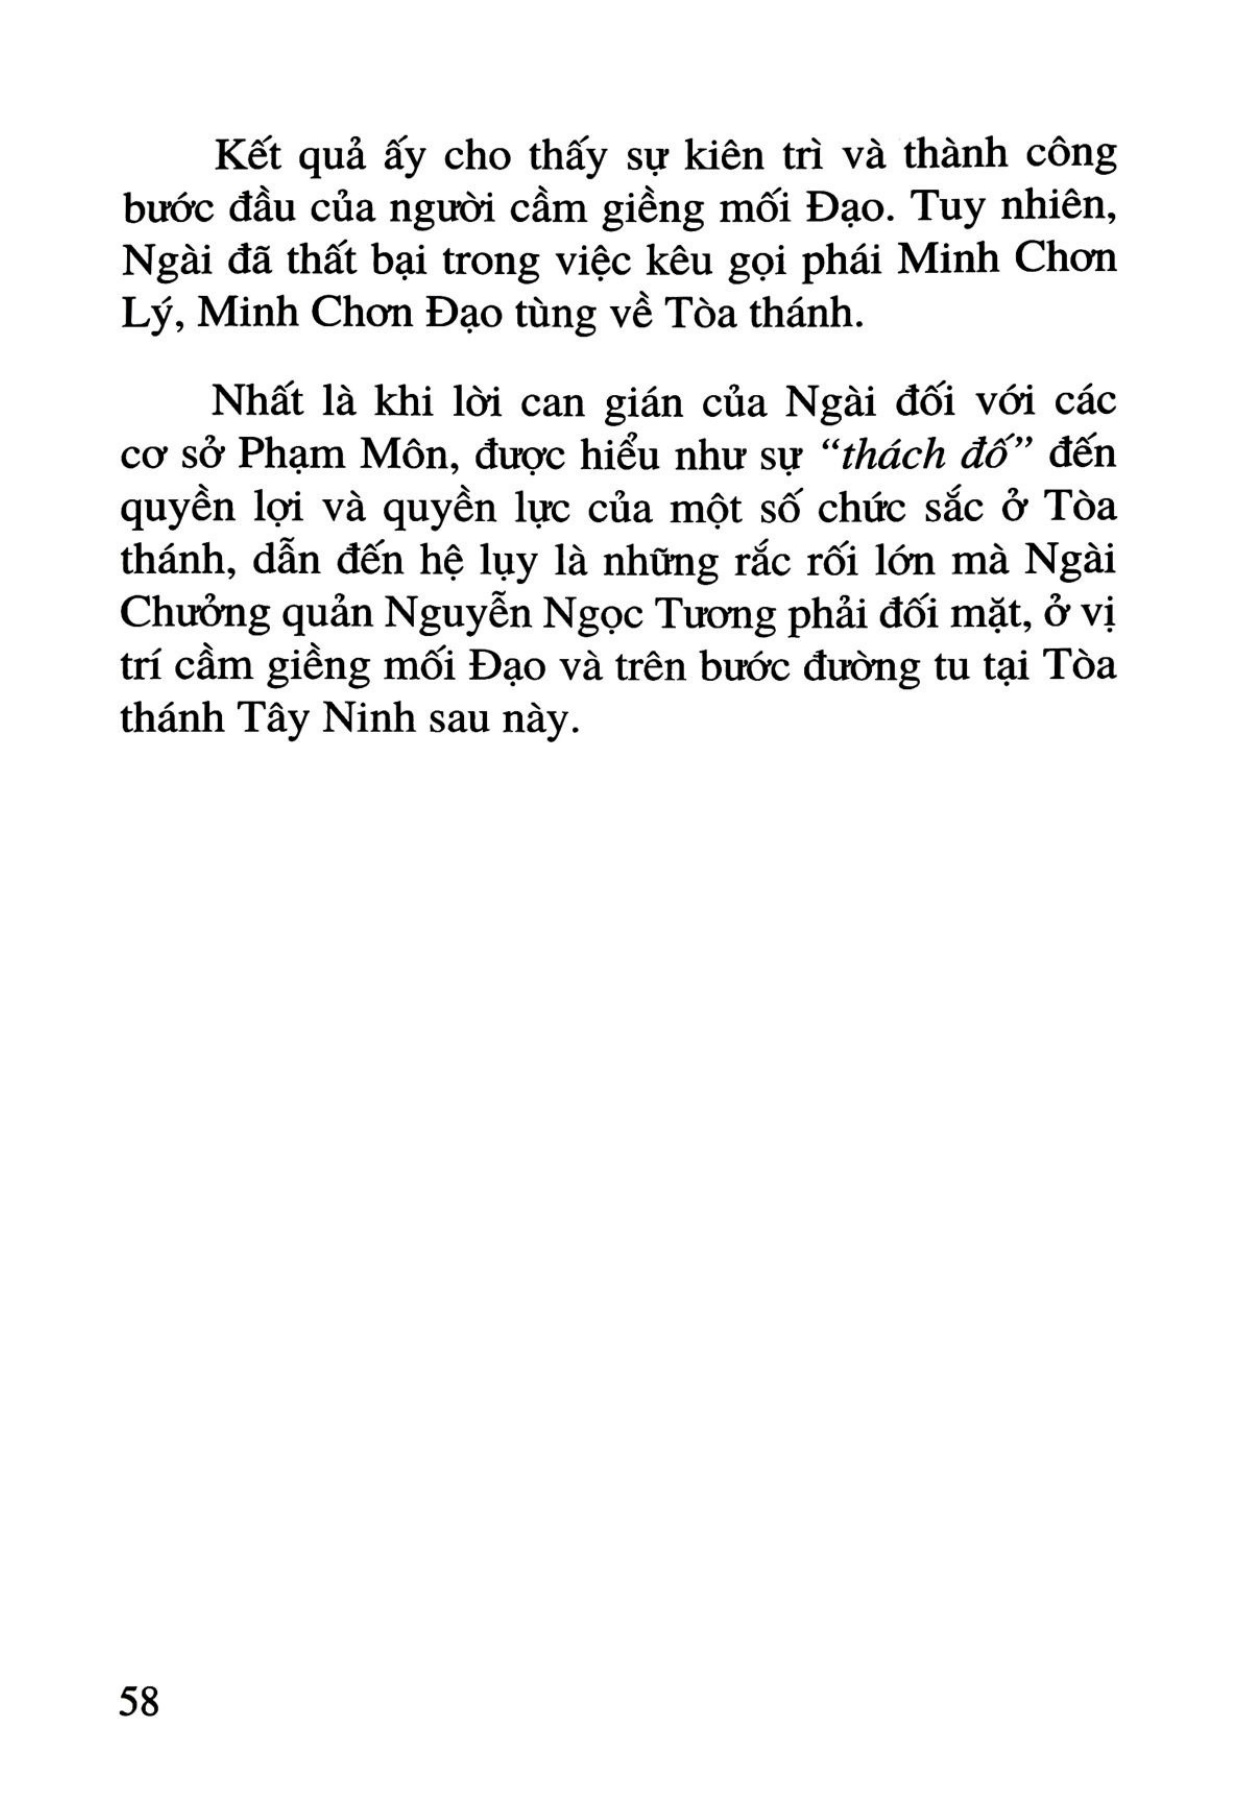 Kết quả ấy cho thấy sự kiên trì và thành công
bước đầu của người cầm giềng mối Đạo. Tuy nhiên,
Ngài đã thất bại trong việc kêu gọi phái Minh Chơn
Lý, Minh Chơn Đạo tùng về Tòa thánh.
Nhất là khi lời can gián của Ngài đối với các
cơ sở Phạm Môn, được hiểu như sự “thách đố” đến
quyền lợi và quyền lực của một số chức sắc ở Tòa
thánh, dẫn đến hệ lụy là những rắc rối lớn mà Ngài
Chưởng quản Nguyễn Ngọc Tương phải đối mặt, ở vị
trí cầm giềng mối Đạo và trên bước đường tu tại Tòa
thánh Tây Ninh sau này.
58